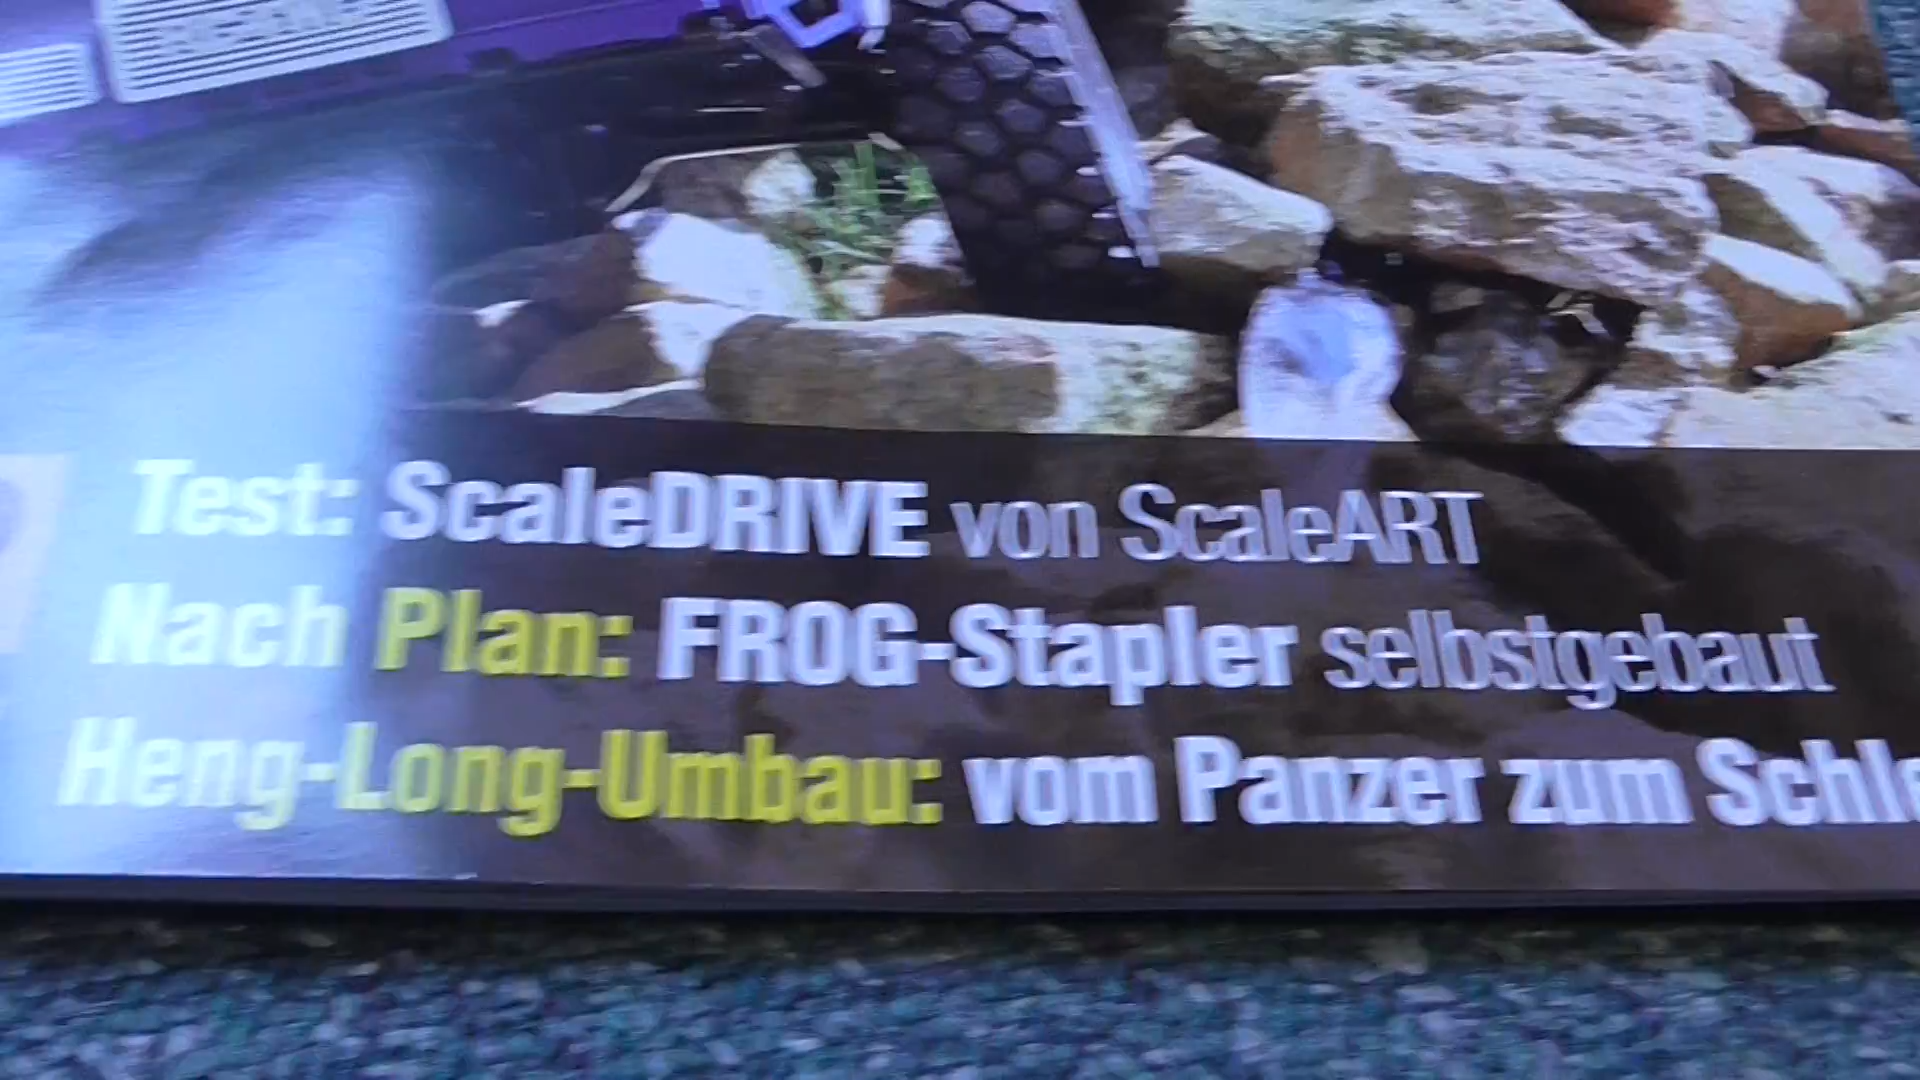 Test: ScaleDRIVE von ScaleART
Nach Plan: FROG-Stapler selbstgebaut
Heng-Long-Umbau: vom Panzer zum